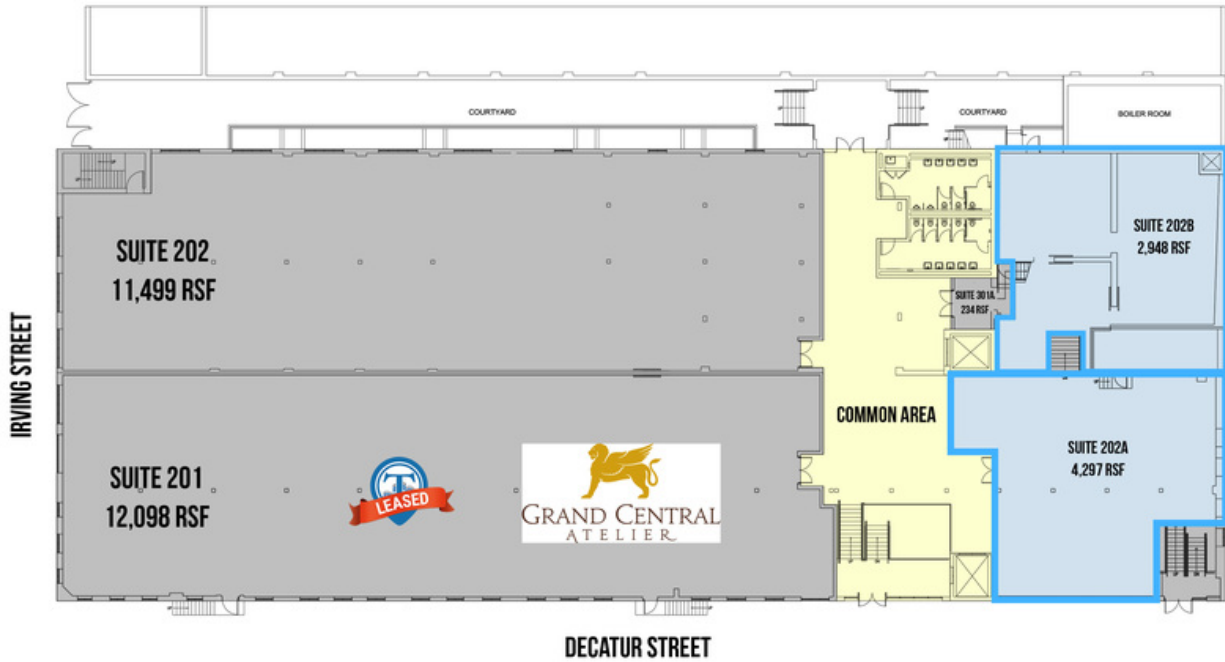 COURTYARD
COURTYARD
BOILER ROOM
SUITE 202
11,499 RSF
SUITE 202B
2,948 RSF
SUITE 301A
234 RSF
IRVING STREET
COMMON AREA
SUITE 201
12,098 RSF
T
LEASED
GRAND CENTRAL
ATELIER
SUITE 202A
4,297 RSF
DECATUR STREET